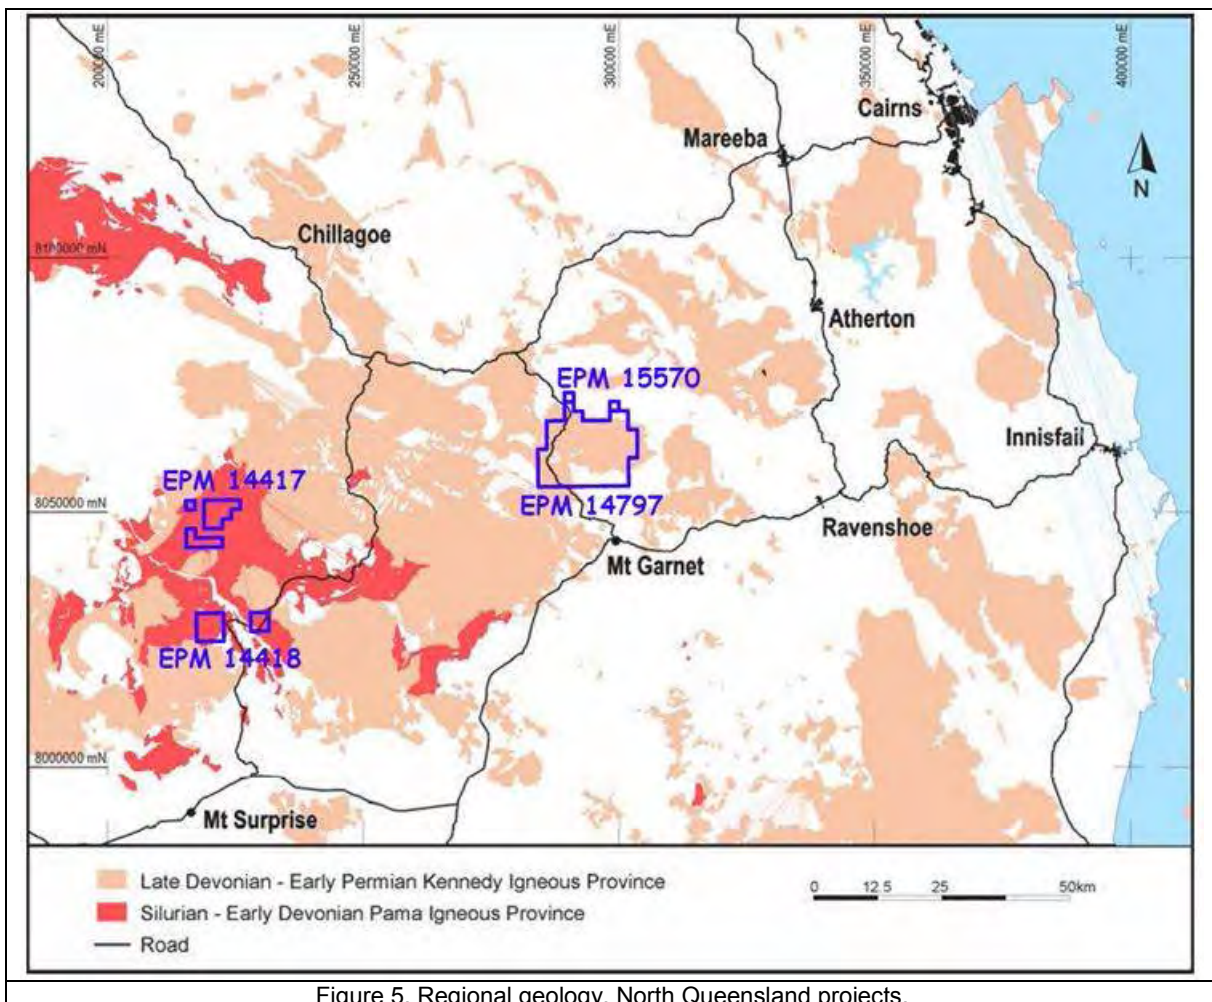 200000 mE
250000 mE
300000 mE
350000 mE
400000 mE
Cairns
Mareeba
N
Chillagoe
8100000 mN
Atherton
EPM 15570
Innisfail
EPM 14417
8050000 mN
EPM 14797
Ravenshoe
Mt Garnet
EPM 14418
8000000 mN
Mt Surprise
Late Devonian - Early Permian Kennedy Igneous Province
Silurian - Early Devonian Pama Igneous Province
Road
0 12.5 25 50km
Figure 5. Regional geology, North Queensland projects.